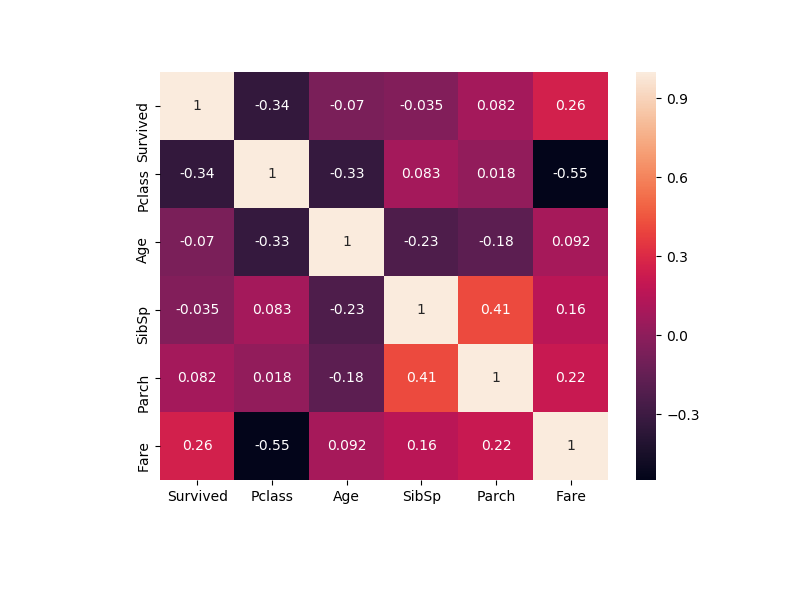 Survived 1 -0.34 -0.07 -0.035 0.082 0.26
Pclass -0.34 1 -0.33 0.083 0.018 -0.55
Age -0.07 -0.33 1 -0.23 -0.18 0.092
SibSp -0.035 0.083 -0.23 1 0.41 0.16
Parch 0.082 0.018 -0.18 0.41 1 0.22
Fare 0.26 -0.55 0.092 0.16 0.22 1
Survived Pclass Age SibSp Parch Fare
0.9
0.6
0.3
0.0
−0.3